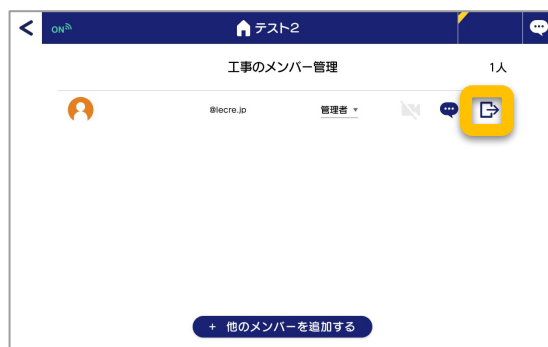 ON
テスト2
工事のメンバー管理
1人
@lecre.jp
管理者
+ 他のメンバーを追加する